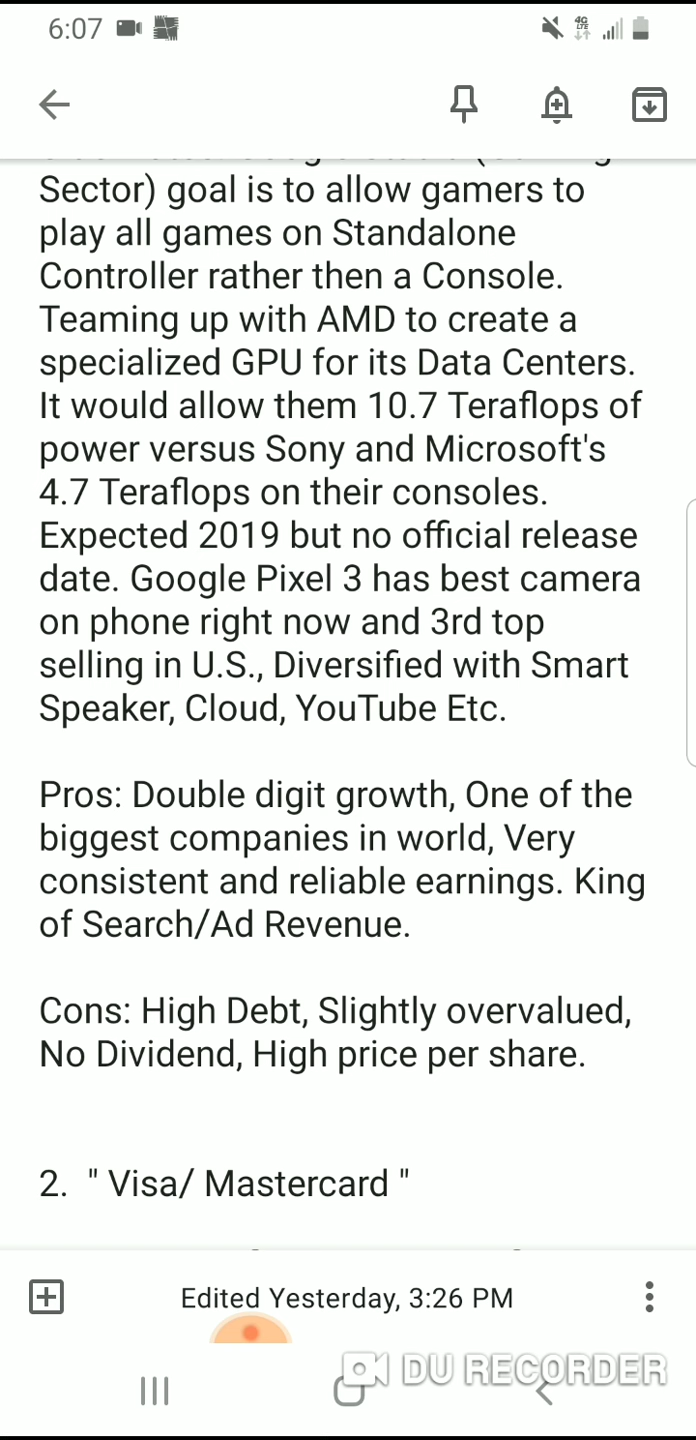 6:07
4G LTE
Sector) goal is to allow gamers to
play all games on Standalone
Controller rather then a Console.
Teaming up with AMD to create a
specialized GPU for its Data Centers.
It would allow them 10.7 Teraflops of
power versus Sony and Microsoft's
4.7 Teraflops on their consoles.
Expected 2019 but no official release
date. Google Pixel 3 has best camera
on phone right now and 3rd top
selling in U.S., Diversified with Smart
Speaker, Cloud, YouTube Etc.
Pros: Double digit growth, One of the
biggest companies in world, Very
consistent and reliable earnings. King
of Search/Ad Revenue.
Cons: High Debt, Slightly overvalued,
No Dividend, High price per share.
2. " Visa/ Mastercard "
Edited Yesterday, 3:26 PM
DU RECORDER